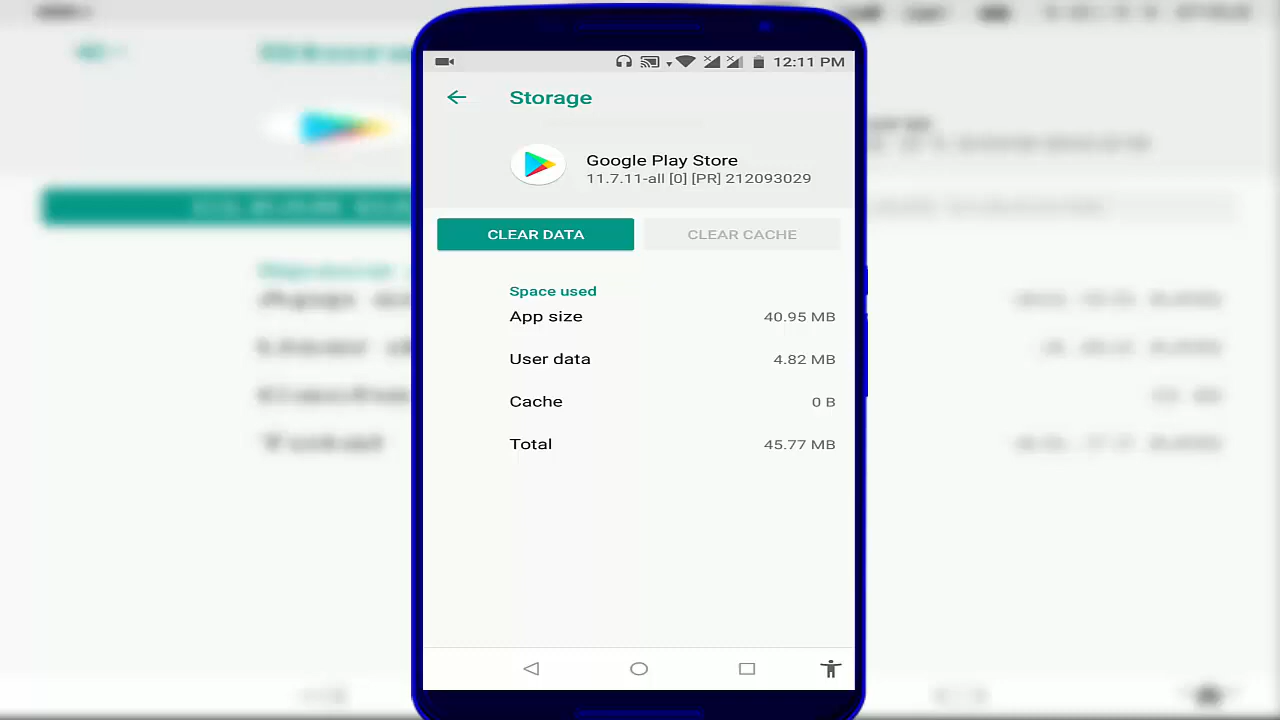 12:11 PM
Storage
Google Play Store
11.7.11-all [0] [PR] 212093029
CLEAR DATA CLEAR CACHE
Space used
App size 40.95 MB
User data 4.82 MB
Cache 0 B
Total 45.77 MB